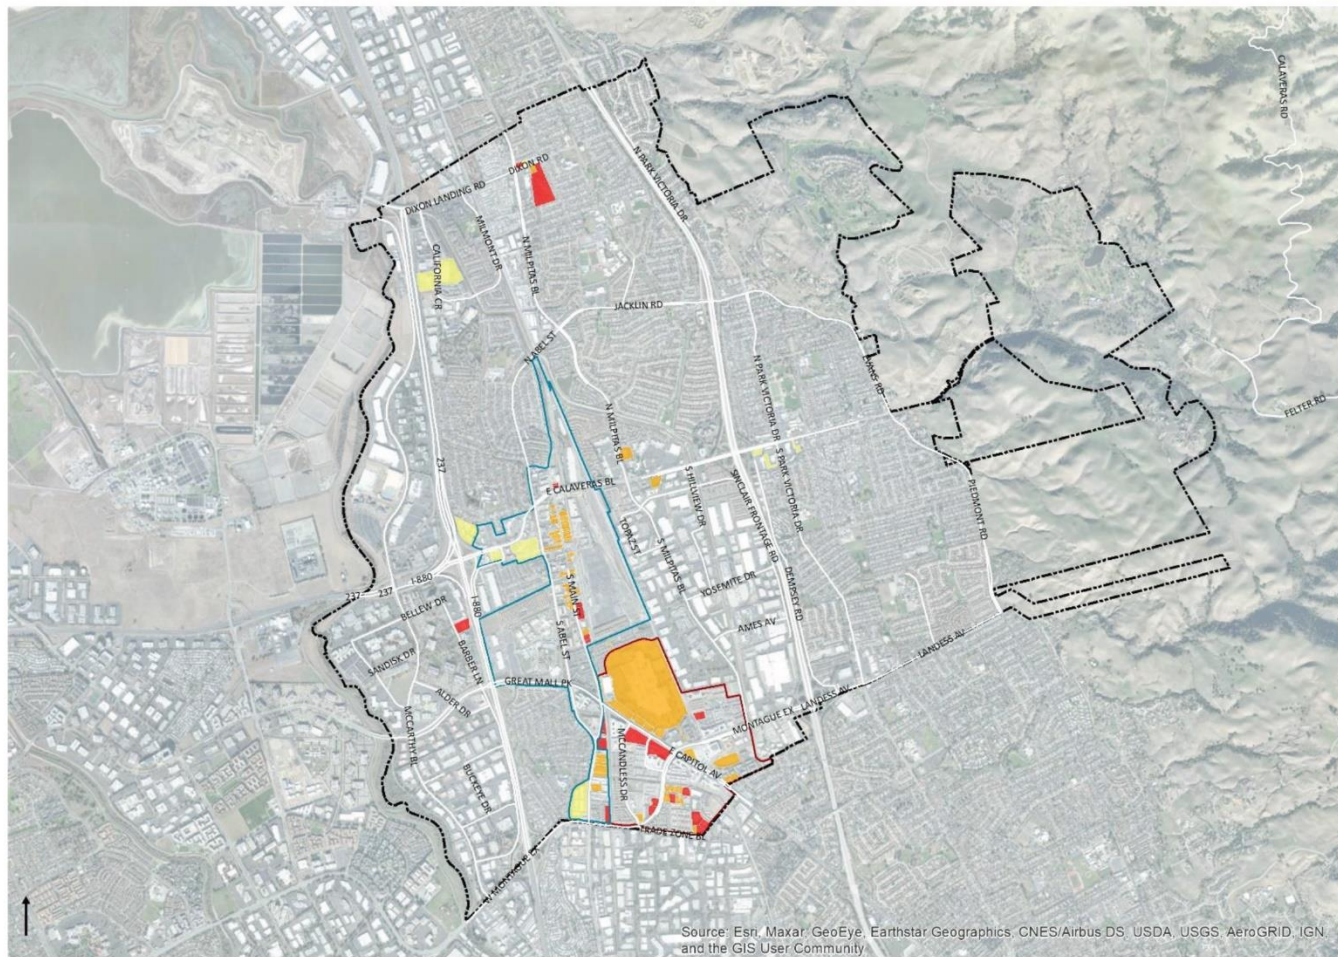 CALAVERAS RD
N PARK VICTORIA DR
DIXON RD
DIXON LANDING RD
MILMONT DR
N MILPITAS BL
CALIFORNIA CR
JACKLIN RD
N ABEL ST
N PARK VICTORIA DR
EVANS RD
FELTER RD
N MILPITAS BL
S PARK VICTORIA DR
237
E CALAVERAS BL
S HILLVIEW DR
SINCLAIR FRONTAGE RD
PIEDMONT RD
TOPAZ ST
S MILPITAS BL
I-880
237
237
YOSEMITE DR
DEMPSEY RD
BELLEW DR
I-880
S MAIN ST
S ABEL ST
AMES AV
LANDESS AV
SANDISK DR
BARBER LN
GREAT MALL PK
ALDER DR
LANDESS AV
MONTAGUE EX
MCCARTHY BL
MCCANDLESS DR
E CAPITOL AV
BUCKEYE DR
TRADE ZONE BL
W MONTAGUE EX
Source: Esri, Maxar, GeoEye, Earthstar Geographics, CNES/Airbus DS, USDA, USGS, AeroGRID, IGN,
and the GIS User Community